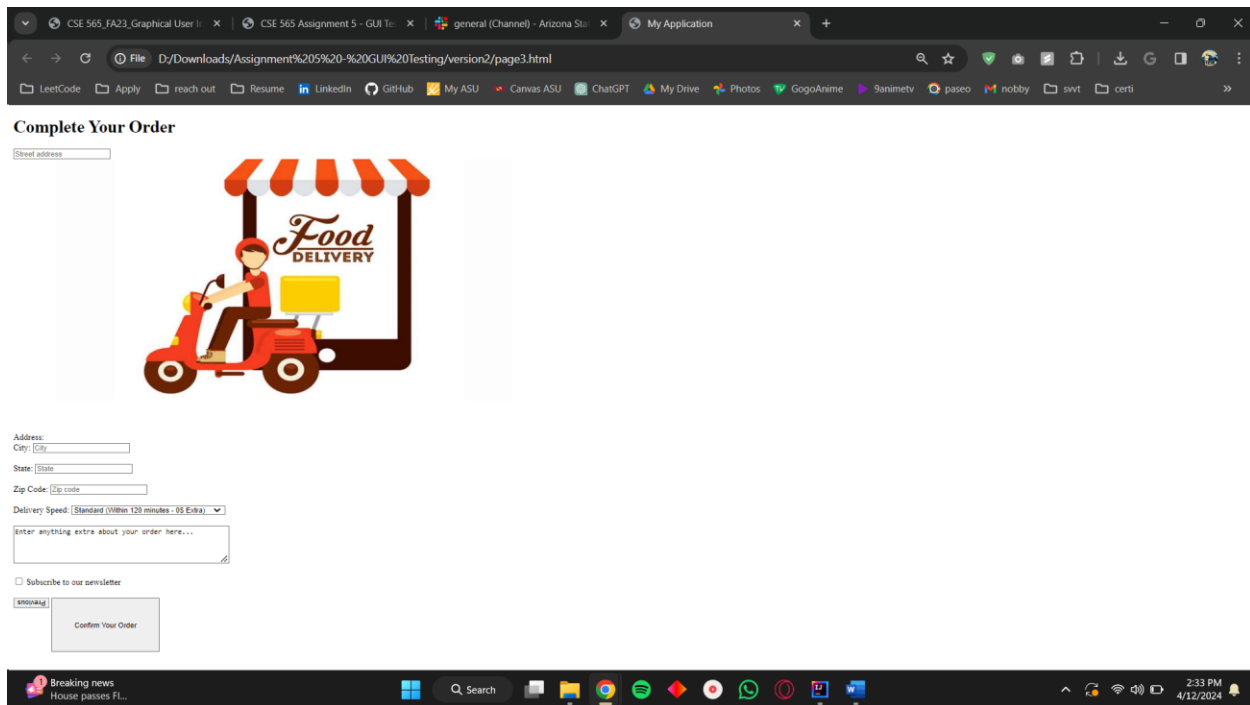 CSE 565_FA23_Graphical User In
CSE 565 Assignment 5 - GUI Te
general (Channel) - Arizona Sta
My Application
File
D:/Downloads/Assignment%205%20-%20GUI%20Testing/version2/page3.html
LeetCode Apply reach out Resume LinkedIn GitHub My ASU Canvas ASU ChatGPT My Drive Photos GogoAnime 9animetv paseo nobby svvt certi
Complete Your Order
Street address
Food
DELIVERY
Address:
City: City
State: State
Zip Code: Zip code
Delivery Speed: Standard (Within 120 minutes - 0$ Extra)
Enter anything extra about your order here...
Subscribe to our newsletter
Previous
Confirm Your Order
1
Breaking news
House passes FI...
Search
2:33 PM
4/12/2024